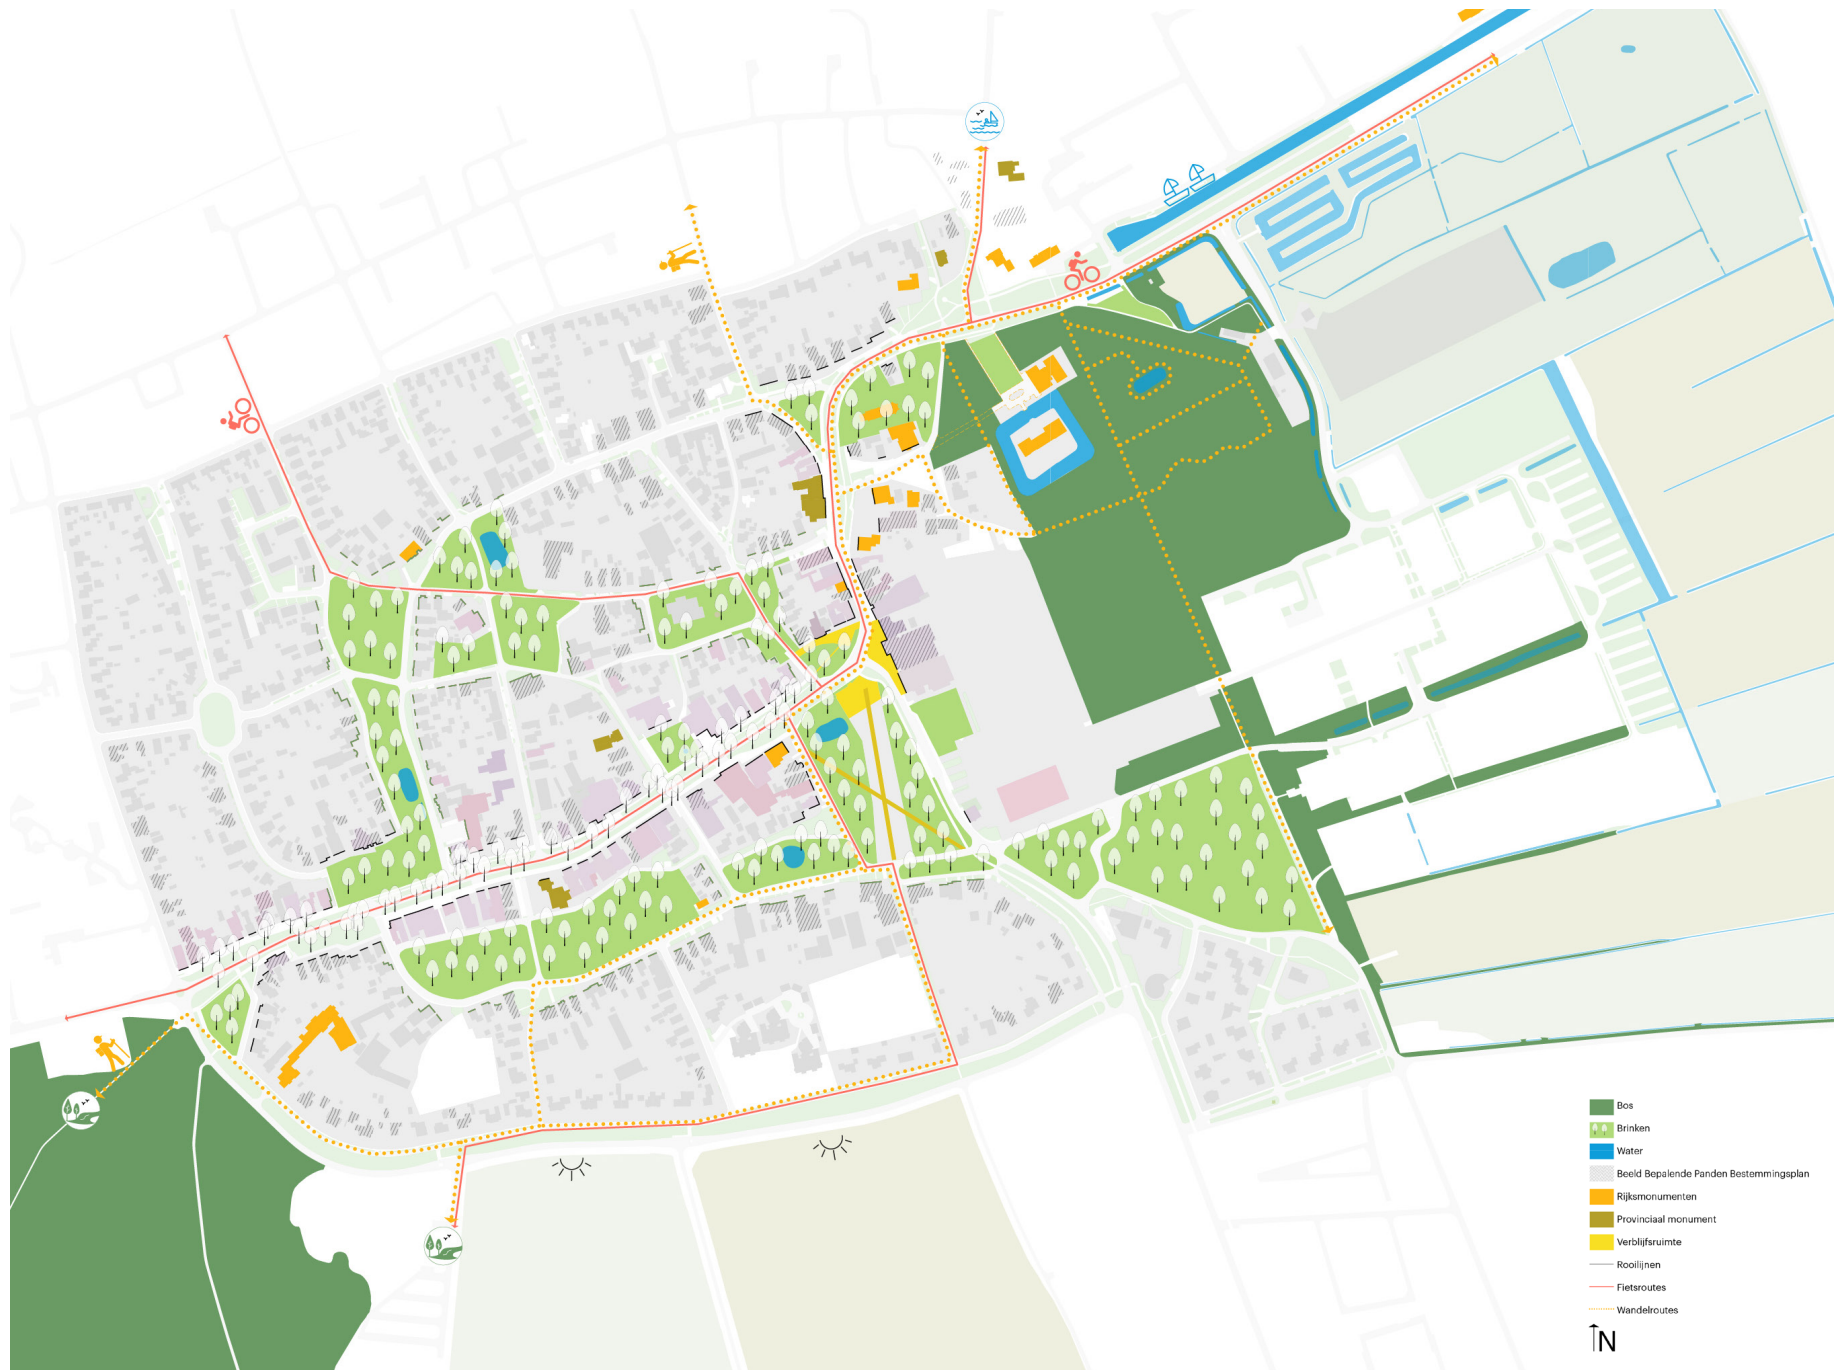 Bos
Brinken
Water
Beeld Bepalende Panden Bestemmingsplan
Rijksmonumenten
Provinciaal monument
Verblijfsruimte
Rooilijnen
Fietsroutes
Wandelroutes
N